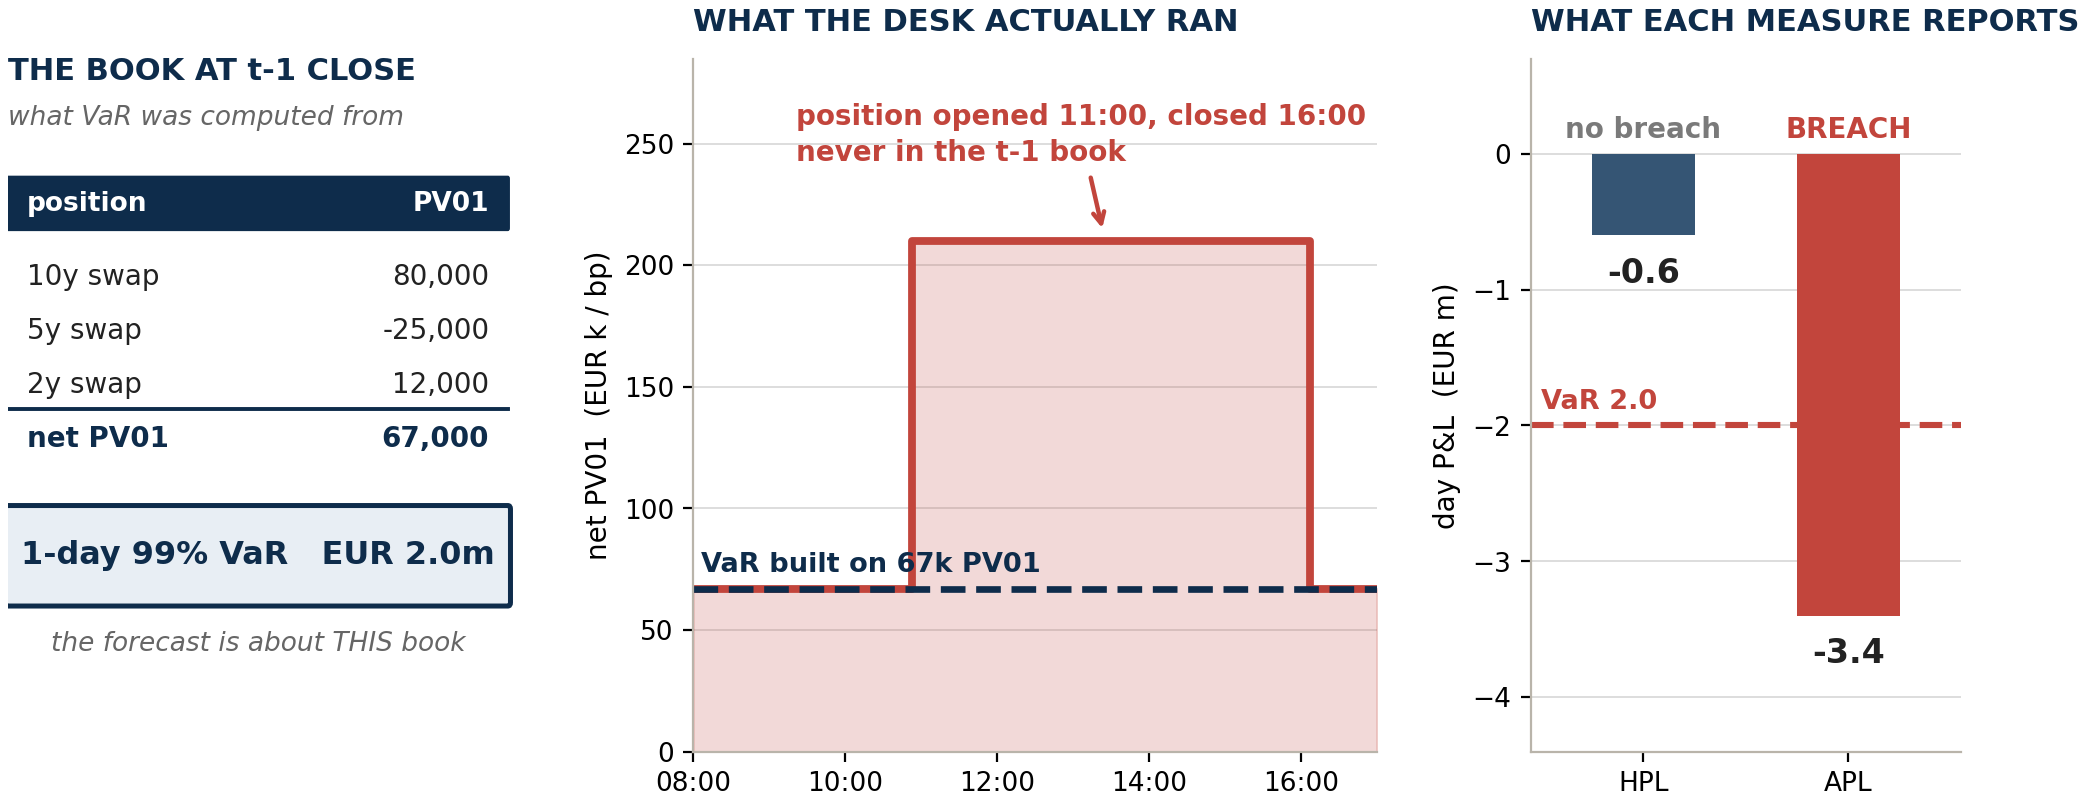 THE BOOK AT t-1 CLOSE
what VaR was computed from
position PV01
10y swap 80,000
5y swap -25,000
2y swap 12,000
net PV01 67,000
1-day 99% VaR EUR 2.0m
the forecast is about THIS book
WHAT THE DESK ACTUALLY RAN
position opened 11:00, closed 16:00
never in the t-1 book
VaR built on 67k PV01
net PV01 (EUR k / bp)
250
200
150
100
50
0
08:00 10:00 12:00 14:00 16:00
WHAT EACH MEASURE REPORTS
no breach BREACH
-0.6
VaR 2.0
-3.4
day P&L (EUR m)
0
−1
−2
−3
−4
HPL APL